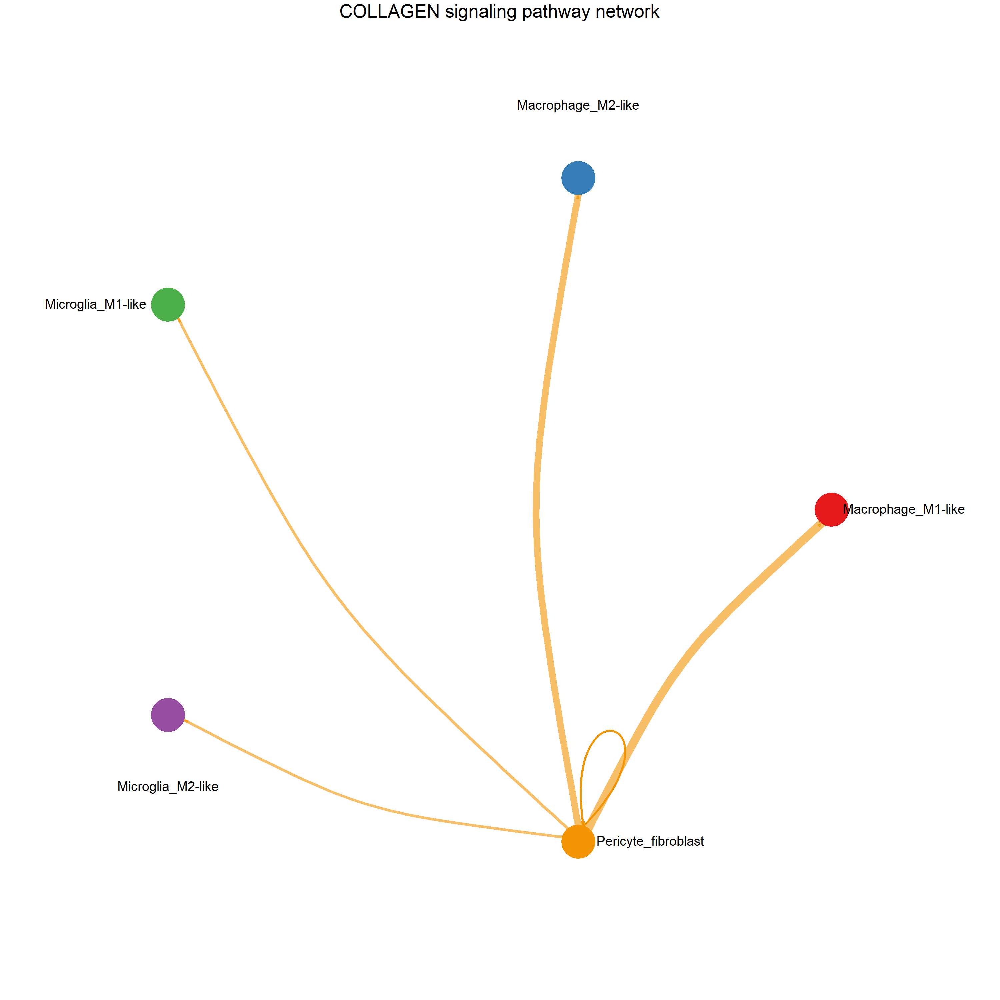 COLLAGEN signaling pathway network
Macrophage_M2-like
Microglia_M1-like
Macrophage_M1-like
Microglia_M2-like
Pericyte_fibroblast